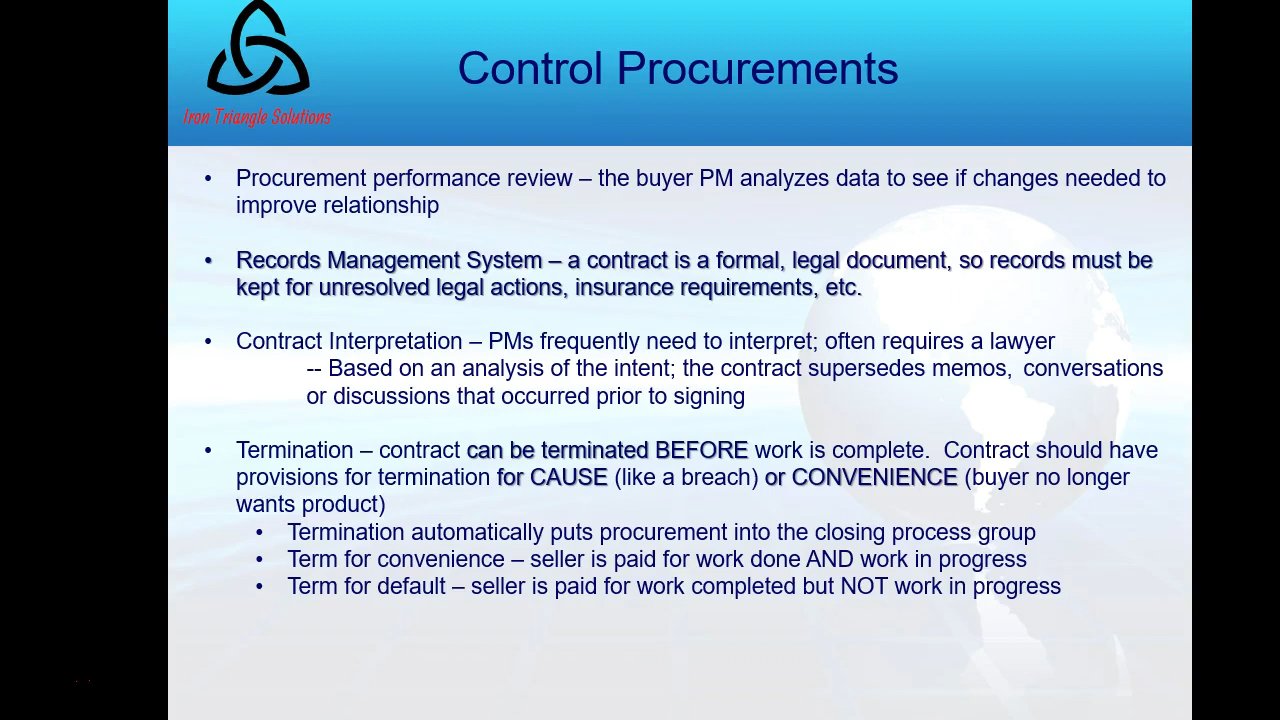 Control Procurements
Iron Triangle Solutions
• Procurement performance review – the buyer PM analyzes data to see if changes needed to
improve relationship
• Records Management System – a contract is a formal, legal document, so records must be
kept for unresolved legal actions, insurance requirements, etc.
• Contract Interpretation – PMs frequently need to interpret; often requires a lawyer
-- Based on an analysis of the intent; the contract supersedes memos, conversations
or discussions that occurred prior to signing
• Termination – contract can be terminated BEFORE work is complete. Contract should have
provisions for termination for CAUSE (like a breach) or CONVENIENCE (buyer no longer
wants product)
• Termination automatically puts procurement into the closing process group
• Term for convenience – seller is paid for work done AND work in progress
• Term for default – seller is paid for work completed but NOT work in progress